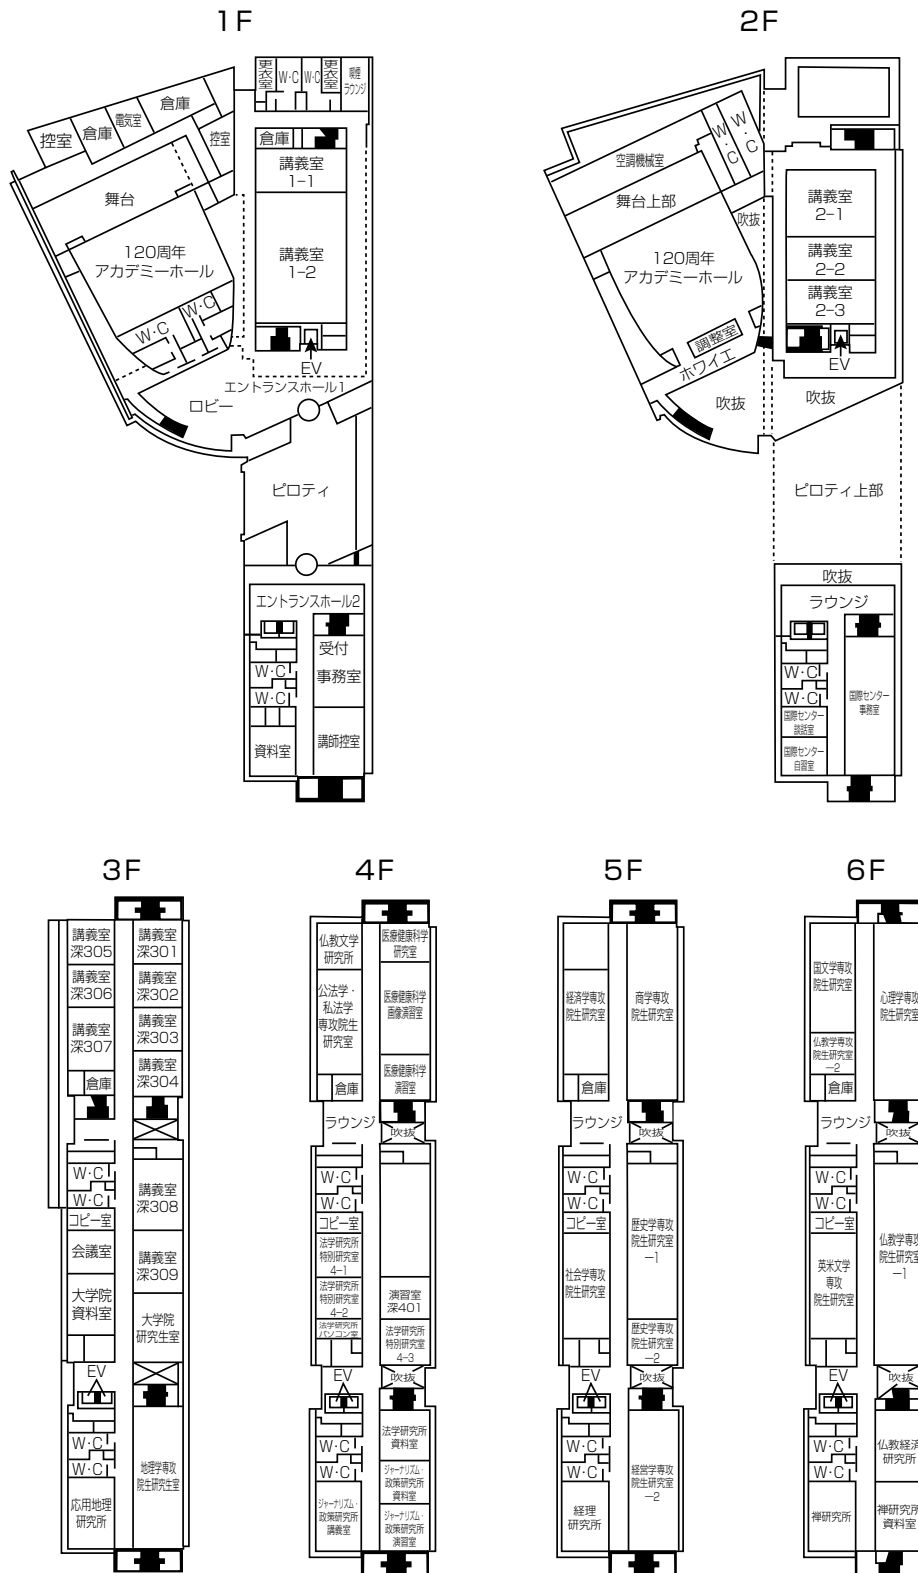 1F
更衣室
W·C
W·C
更衣室
喫煙
ラウンジ
控室
倉庫
電気室
倉庫
控室
倉庫
講義室
1-1
舞台
120周年
アカデミーホール
講義室
1-2
W·C
W·C
EV
エントランスホール1
ロビー
ピロティ
エントランスホール2
受付
W·C
W·C
事務室
資料室
講師控室
2F
空調機械室
W·C
W·C
舞台上部
吹抜
講義室
2-1
120周年
アカデミーホール
講義室
2-2
講義室
2-3
調整室
ホワイエ
EV
吹抜
吹抜
ピロティ上部
吹抜
ラウンジ
W·C
W·C
国際センター
事務室
国際センター
談話室
国際センター
自習室
3F
講義室
深305
講義室
深301
講義室
深306
講義室
深302
講義室
深307
講義室
深303
講義室
深304
倉庫
W·C
W·C
コピー室
講義室
深308
会議室
講義室
深309
大学院
資料室
大学院
研究生室
EV
W·C
W·C
地理学専攻
院生研究生室
応用地理
研究所
4F
仏教文学
研究所
医療健康科学
研究室
公法学・
私法学
専攻院生
研究室
医療健康科学
画像演習室
医療健康科学
演習室
倉庫
ラウンジ
吹抜
W·C
W·C
コピー室
法学研究所
特別研究室
4-1
法学研究所
特別研究室
4-2
演習室
深401
法学研究所
パソコン室
法学研究所
特別研究室
4-3
EV
吹抜
法学研究所
資料室
W·C
W·C
ジャーナリズム・
政策研究所
資料室
ジャーナリズム・
政策研究所
講義室
ジャーナリズム・
政策研究所
演習室
5F
経済学専攻
院生研究室
商学専攻
院生研究室
倉庫
ラウンジ
吹抜
W·C
W·C
コピー室
歴史学専攻
院生研究室
-1
社会学専攻
院生研究室
歴史学専攻
院生研究室
-2
EV
吹抜
W·C
W·C
経営学専攻
院生研究室
-2
経理
研究所
6F
国文学専攻
院生研究室
心理学専攻
院生研究室
仏教学専攻
院生研究室
-2
倉庫
ラウンジ
吹抜
W·C
W·C
コピー室
仏教学専攻
院生研究室
-1
英米文学
専攻
院生研究室
EV
吹抜
W·C
W·C
仏教経済
研究所
禅研究所
禅研究所
資料室